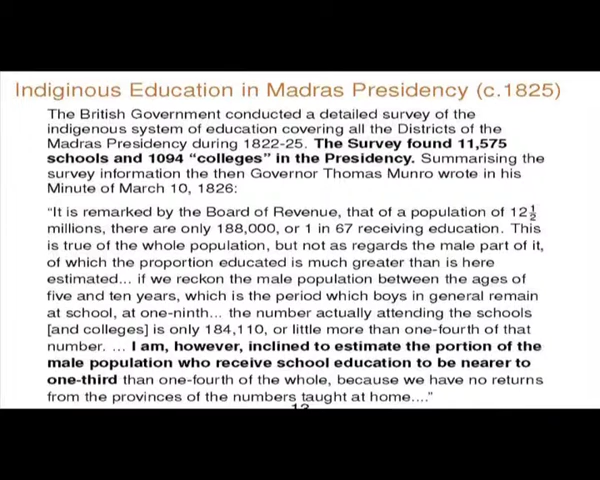 Indiginous Education in Madras Presidency (c.1825)
The British Government conducted a detailed survey of the
indigenous system of education covering all the Districts of the
Madras Presidency during 1822-25. The Survey found 11,575
schools and 1094 “colleges” in the Presidency. Summarising the
survey information the then Governor Thomas Munro wrote in his
Minute of March 10, 1826:
“It is remarked by the Board of Revenue, that of a population of 12½
millions, there are only 188,000, or 1 in 67 receiving education. This
is true of the whole population, but not as regards the male part of it,
of which the proportion educated is much greater than is here
estimated... if we reckon the male population between the ages of
five and ten years, which is the period which boys in general remain
at school, at one-ninth... the number actually attending the schools
[and colleges] is only 184,110, or little more than one-fourth of that
number. ... I am, however, inclined to estimate the portion of the
male population who receive school education to be nearer to
one-third than one-fourth of the whole, because we have no returns
from the provinces of the numbers taught at home....”